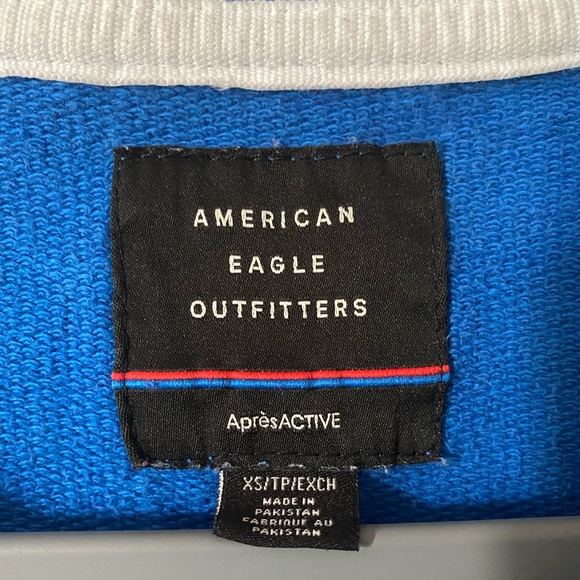 AMERICAN
EAGLE
OUTFITTERS
AprèsACTIVE
XS/TP/EXCH
MADE IN
PAKISTAN
FABRIQUE AU
PAKISTAN